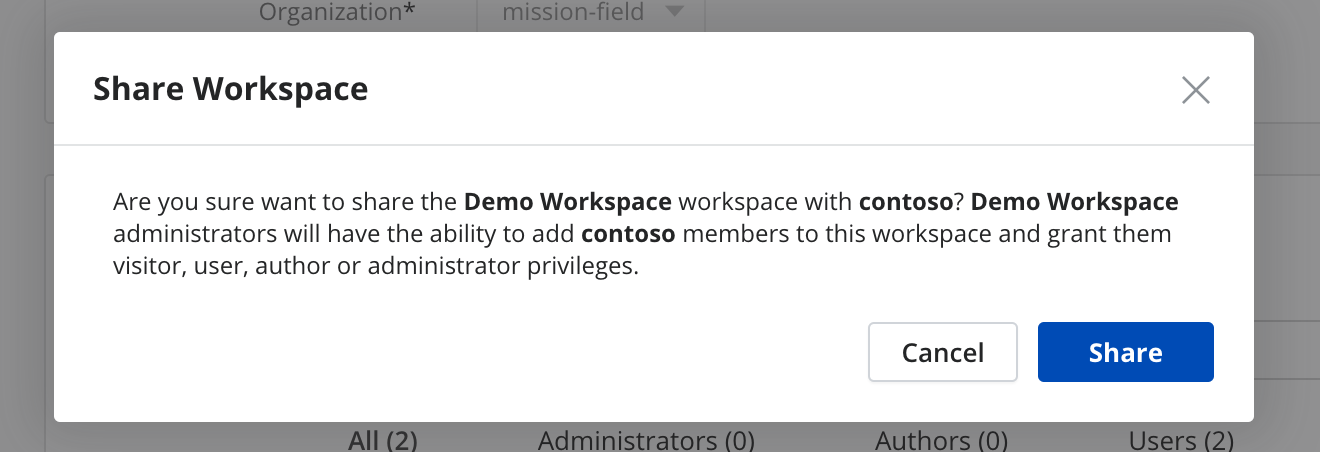 Organization* mission-field
Share Workspace
Are you sure want to share the Demo Workspace workspace with contoso? Demo Workspace
administrators will have the ability to add contoso members to this workspace and grant them
visitor, user, author or administrator privileges.
Cancel Share
All (2) Administrators (0) Authors (0) Users (2)